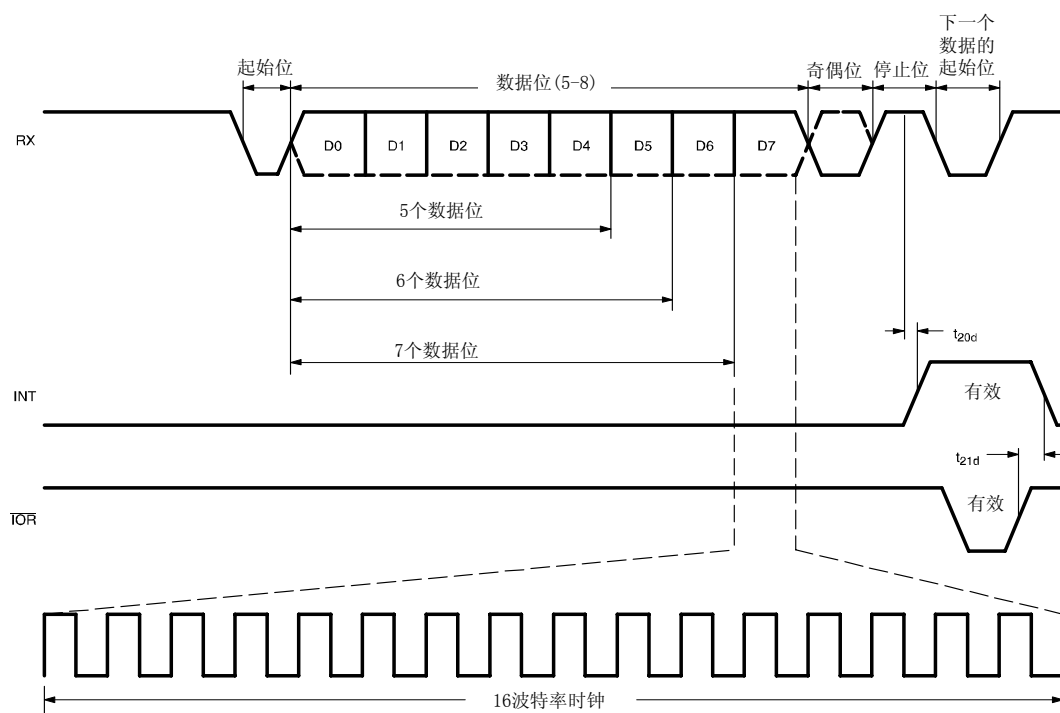 下一个
数据的
起始位
起始位
数据位(5-8)
奇偶位
停止位
RX
D0
D1
D2
D3
D4
D5
D6
D7
5个数据位
6个数据位
7个数据位
t20d
INT
有效
t21d
IOR
有效
16波特率时钟